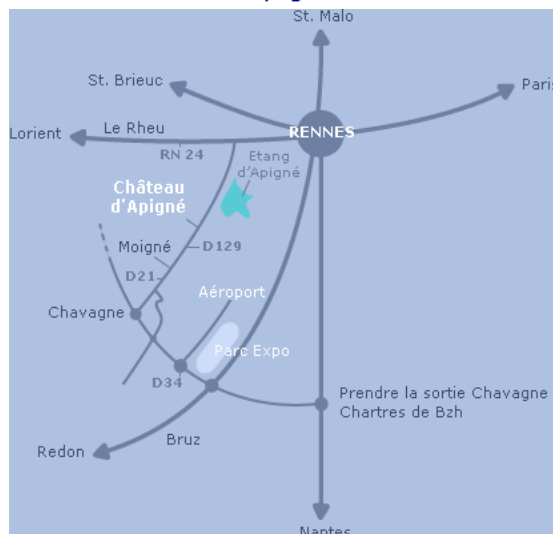 St. Malo
St. Brieuc
Paris
Lorient
Le Rheu
RENNES
RN 24
Etang
d'Apigné
Château
d'Apigné
Moigné
D129
D21
Aéroport
Chavagne
Parc Expo
D34
Prendre la sortie Chavagne
Chartres de Bzh
Bruz
Redon
Nantes